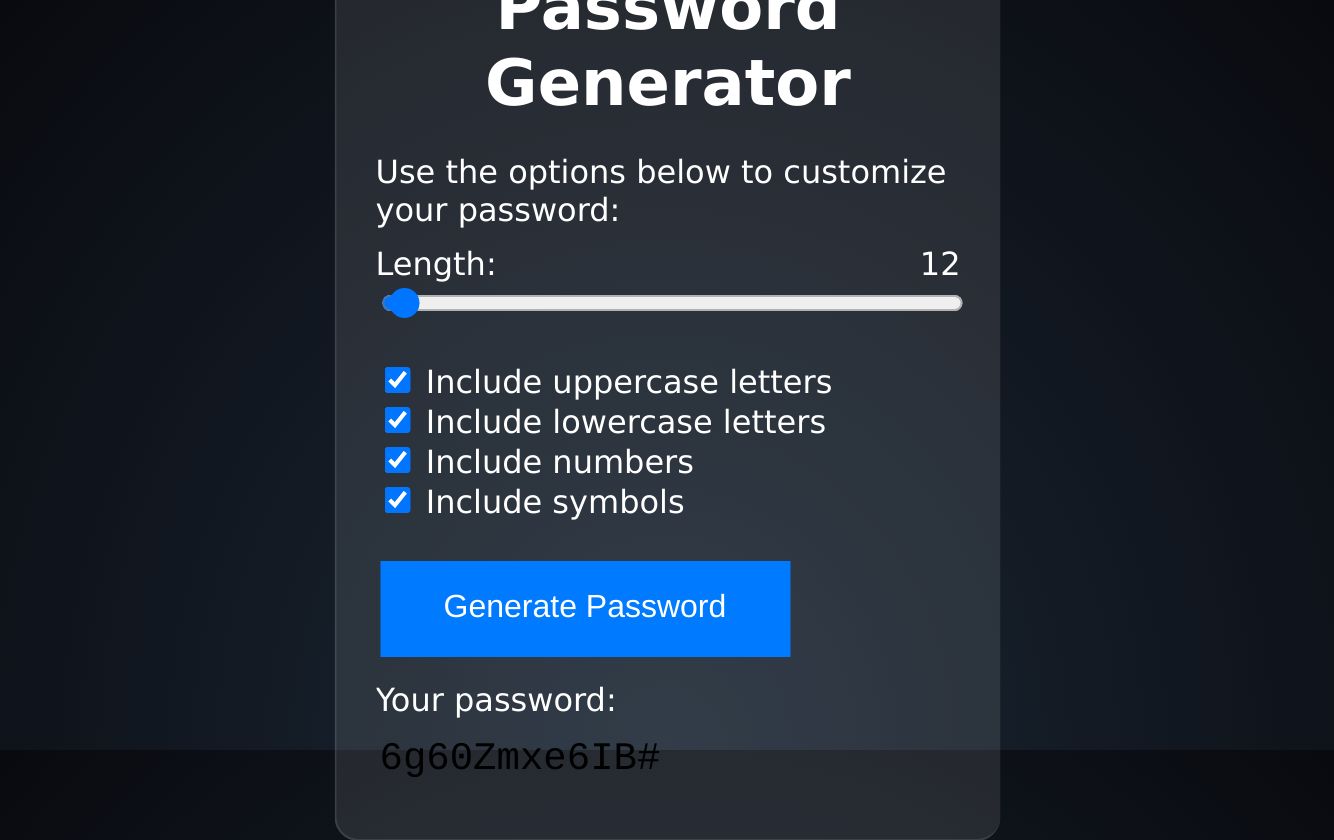 Password
Generator
Use the options below to customize
your password:
Length: 12
Include uppercase letters
Include lowercase letters
Include numbers
Include symbols
Generate Password
Your password:
6g60Zmxe6IB#